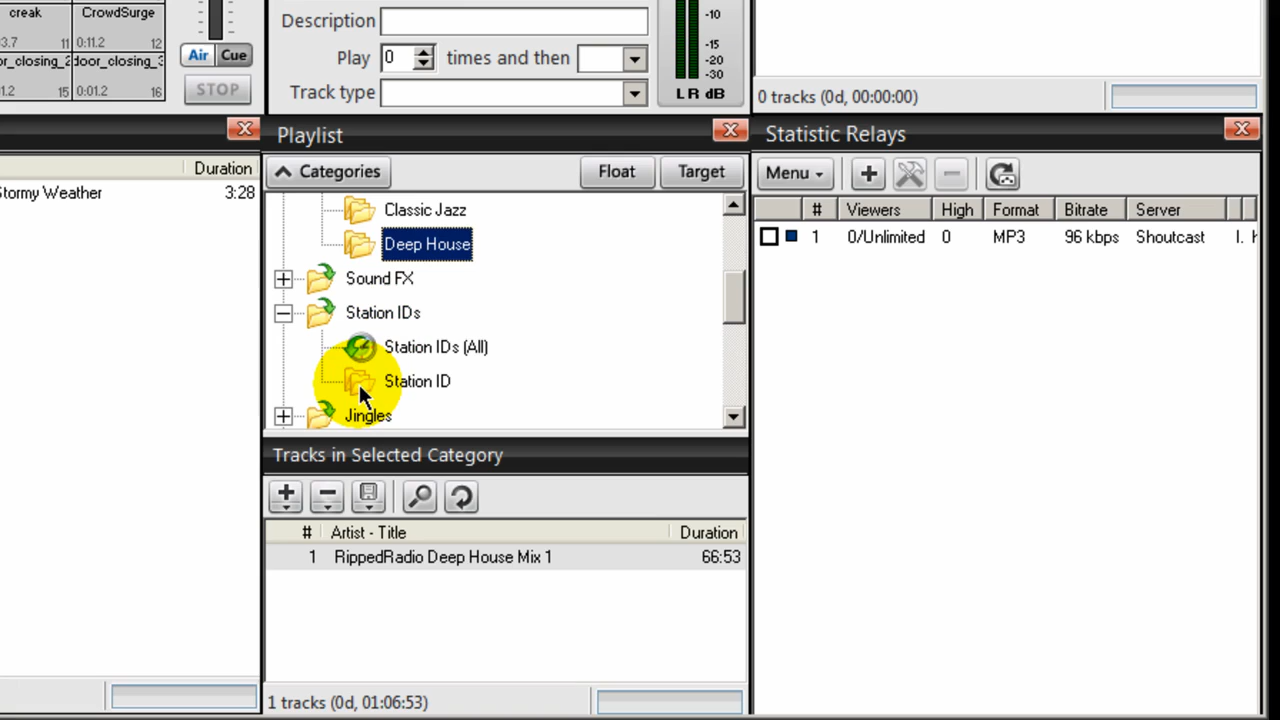 creak CrowdSurge
3.7 11 0:11.2 12
or_closing_2 door_closing_3
1.2 15 0:01.2 16
Air Cue
STOP
Description
Play 0 times and then
Track type
-10
-15
-20
-30
L R dB
0 tracks (0d, 00:00:00)
Duration
Stormy Weather 3:28
Playlist
Categories Float Target
Classic Jazz
Deep House
Sound FX
Station IDs
Station IDs (All)
Station ID
Jingles
Tracks in Selected Category
# Artist - Title Duration
1 RippedRadio Deep House Mix 1 66:53
1 tracks (0d, 01:06:53)
Statistic Relays
Menu
# Viewers High Format Bitrate Server
1 0/Unlimited 0 MP3 96 kbps Shoutcast I.